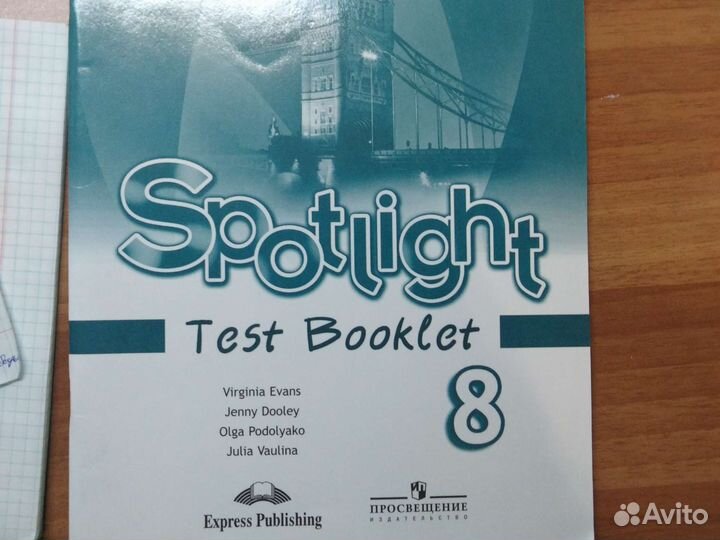 Spotlight
Test Booklet
8
Virginia Evans
Jenny Dooley
Olga Podolyako
Julia Vaulina
Express Publishing
ПРОСВЕЩЕНИЕ
ИЗДАТЕЛЬСТВО
Avito